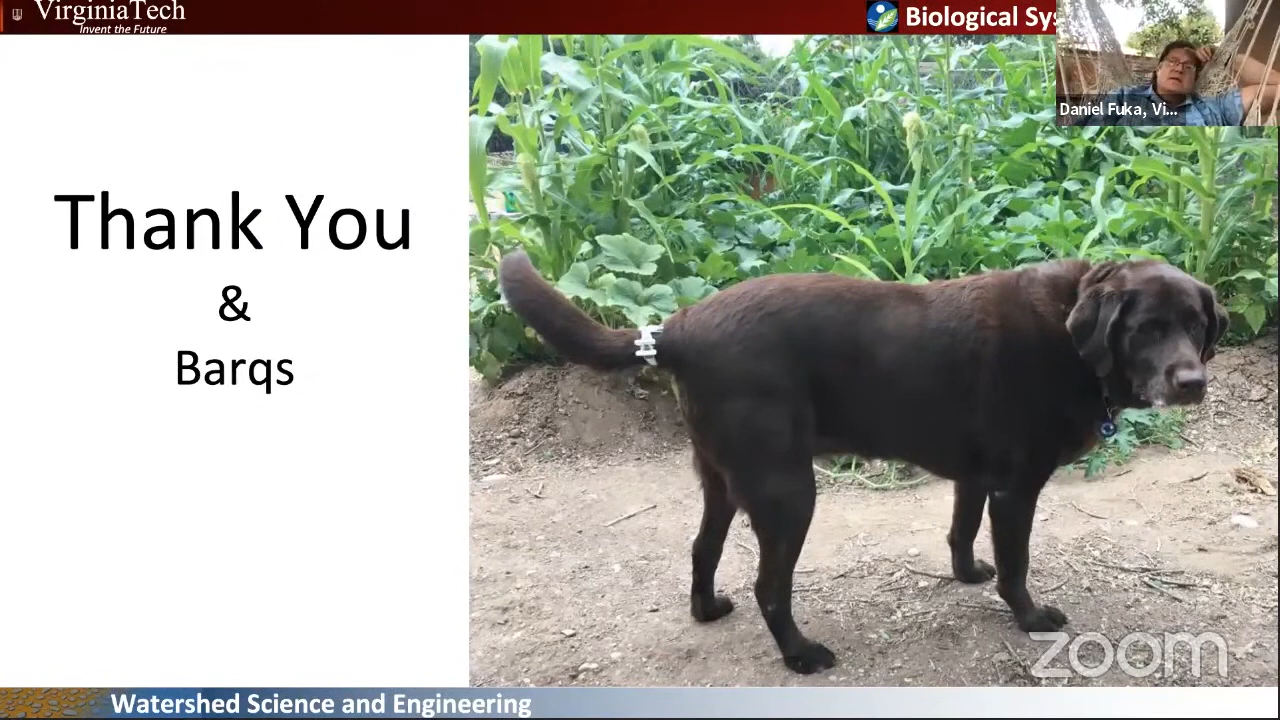 VirginiaTech
Invent the Future
Biological Sys
Daniel Fuka, Vi...
Thank You
&
Barqs
zoom
Watershed Science and Engineering